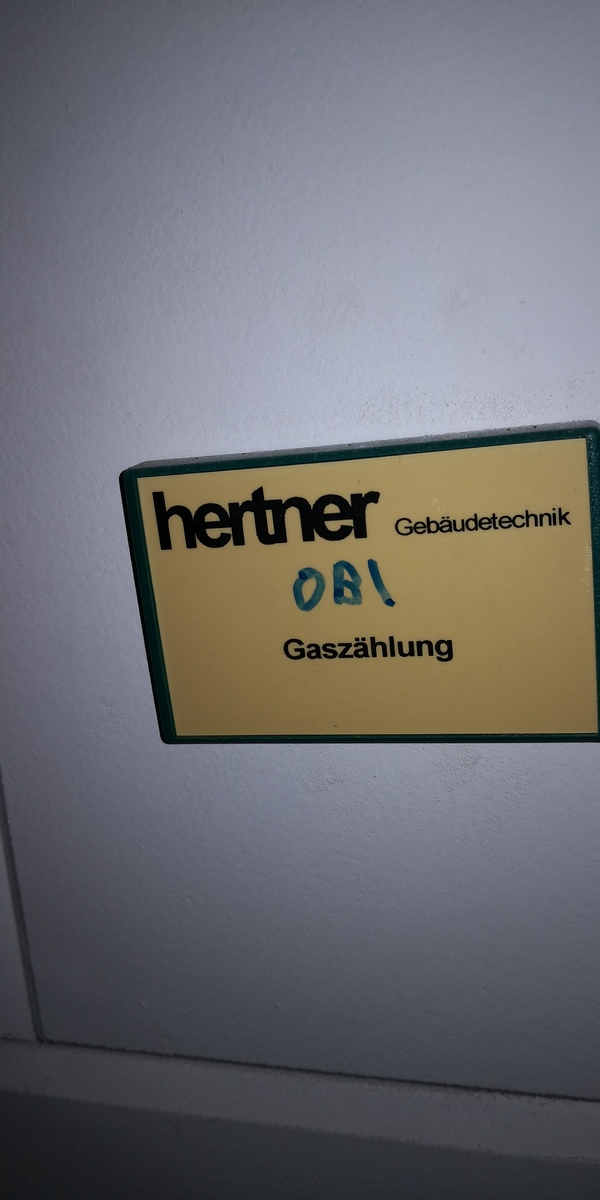 hertner Gebäudetechnik
OBI
Gaszählung